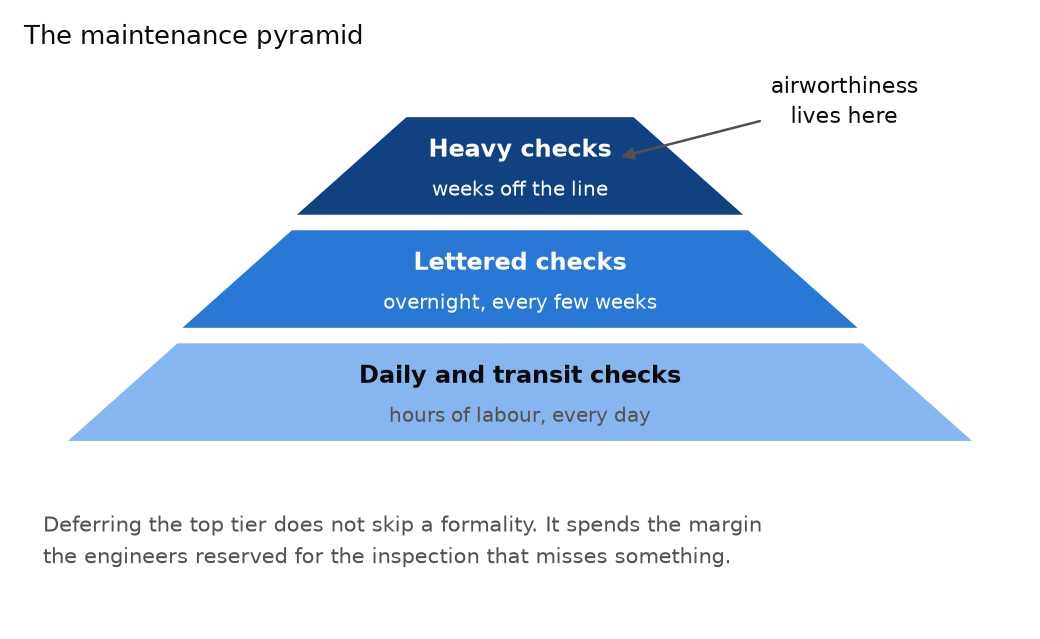 The maintenance pyramid
airworthiness
lives here
Heavy checks
weeks off the line
Lettered checks
overnight, every few weeks
Daily and transit checks
hours of labour, every day
Deferring the top tier does not skip a formality. It spends the margin
the engineers reserved for the inspection that misses something.